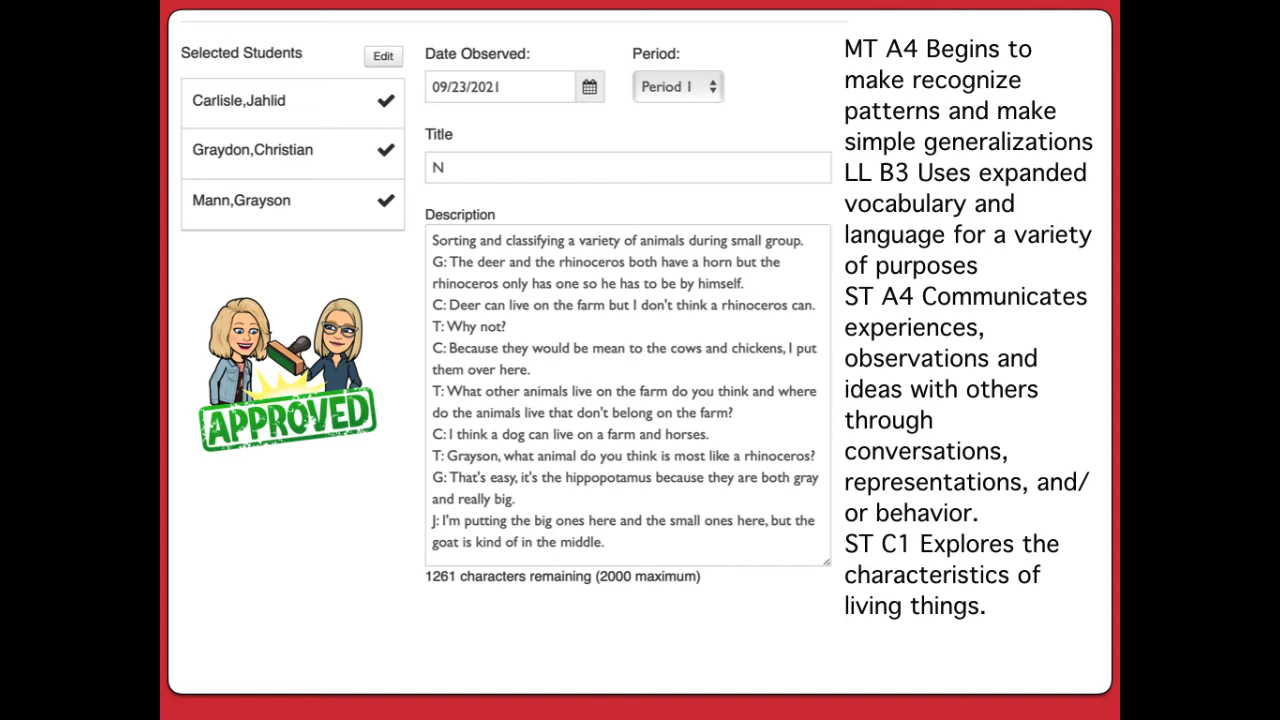 Selected Students
Edit
Carlisle,Jahlid
Graydon,Christian
Mann,Grayson
APPROVED
Date Observed:
Period:
09/23/2021
Period 1
Title
N
Description
Sorting and classifying a variety of animals during small group.
G: The deer and the rhinoceros both have a horn but the
rhinoceros only has one so he has to be by himself.
C: Deer can live on the farm but I don't think a rhinoceros can.
T: Why not?
C: Because they would be mean to the cows and chickens, I put
them over here.
T: What other animals live on the farm do you think and where
do the animals live that don't belong on the farm?
C: I think a dog can live on a farm and horses.
T: Grayson, what animal do you think is most like a rhinoceros?
G: That's easy, it's the hippopotamus because they are both gray
and really big.
J: I'm putting the big ones here and the small ones here, but the
goat is kind of in the middle.
1261 characters remaining (2000 maximum)
MT A4 Begins to
make recognize
patterns and make
simple generalizations
LL B3 Uses expanded
vocabulary and
language for a variety
of purposes
ST A4 Communicates
experiences,
observations and
ideas with others
through
conversations,
representations, and/
or behavior.
ST C1 Explores the
characteristics of
living things.